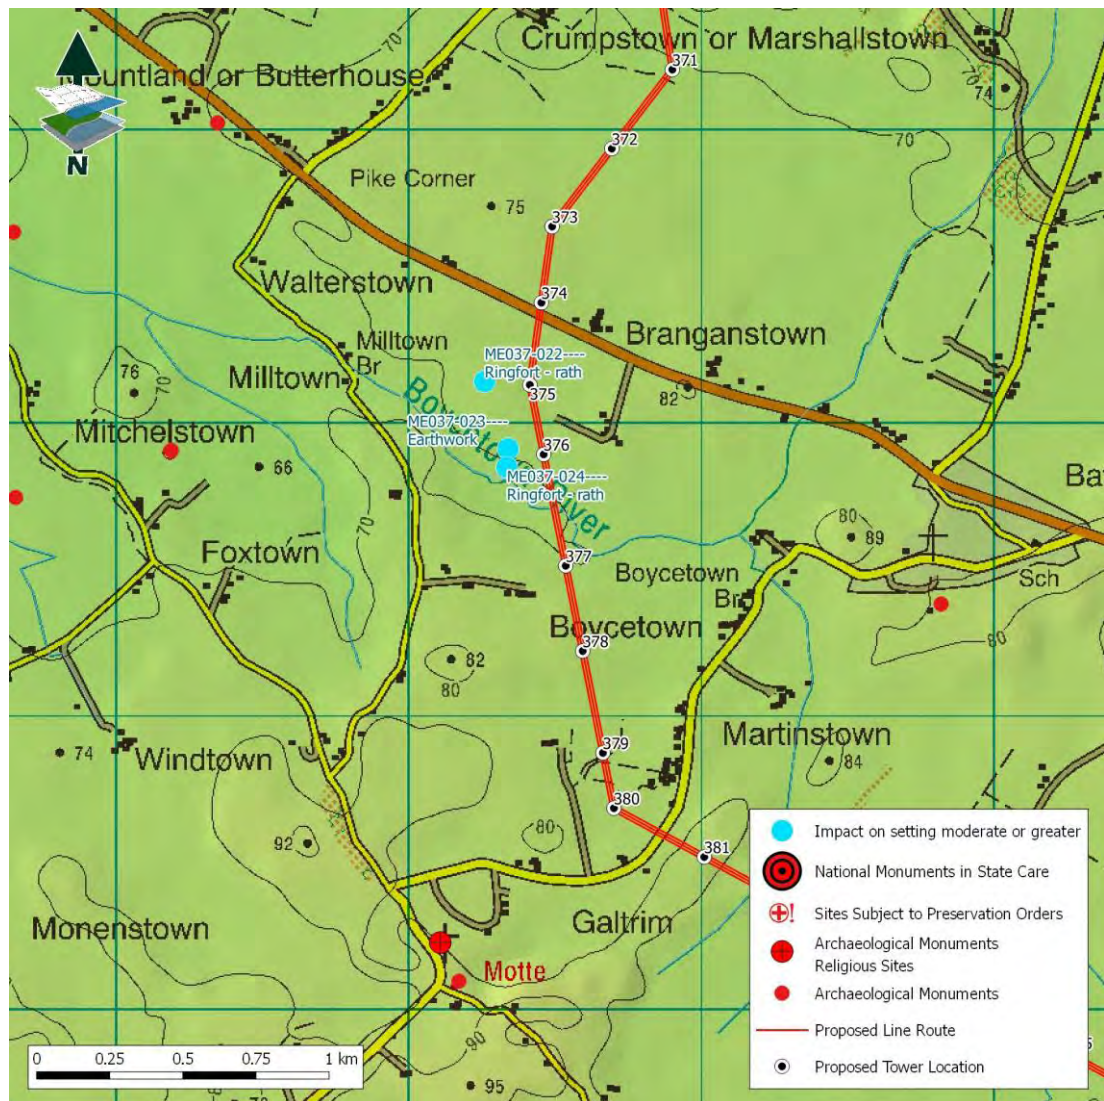 Crumpstown or Marshallstown
70
371
Mountland or Butterhouse
70
74
N
372
70
Pike Corner
75
373
Walterstown
374
Milltown
Br
ME037-022----
Ringfort - rath
Branganstown
76
70
Milltown
375
82
ME037-023----
Earthwork
Mitchelstown
376
66
ME037-024----
Ringfort - rath
River
70
80
89
Foxtown
377
Boycetown
Br
Sch
Boycetown
378
82
80
80
74
Windtown
379
Martinstown
84
380
80
92
381
Monenstown
Galtrim
Motte
90
95
0 0.25 0.5 0.75 1 km
Impact on setting moderate or greater
National Monuments in State Care
Sites Subject to Preservation Orders
Archaeological Monuments
Religious Sites
Archaeological Monuments
Proposed Line Route
Proposed Tower Location